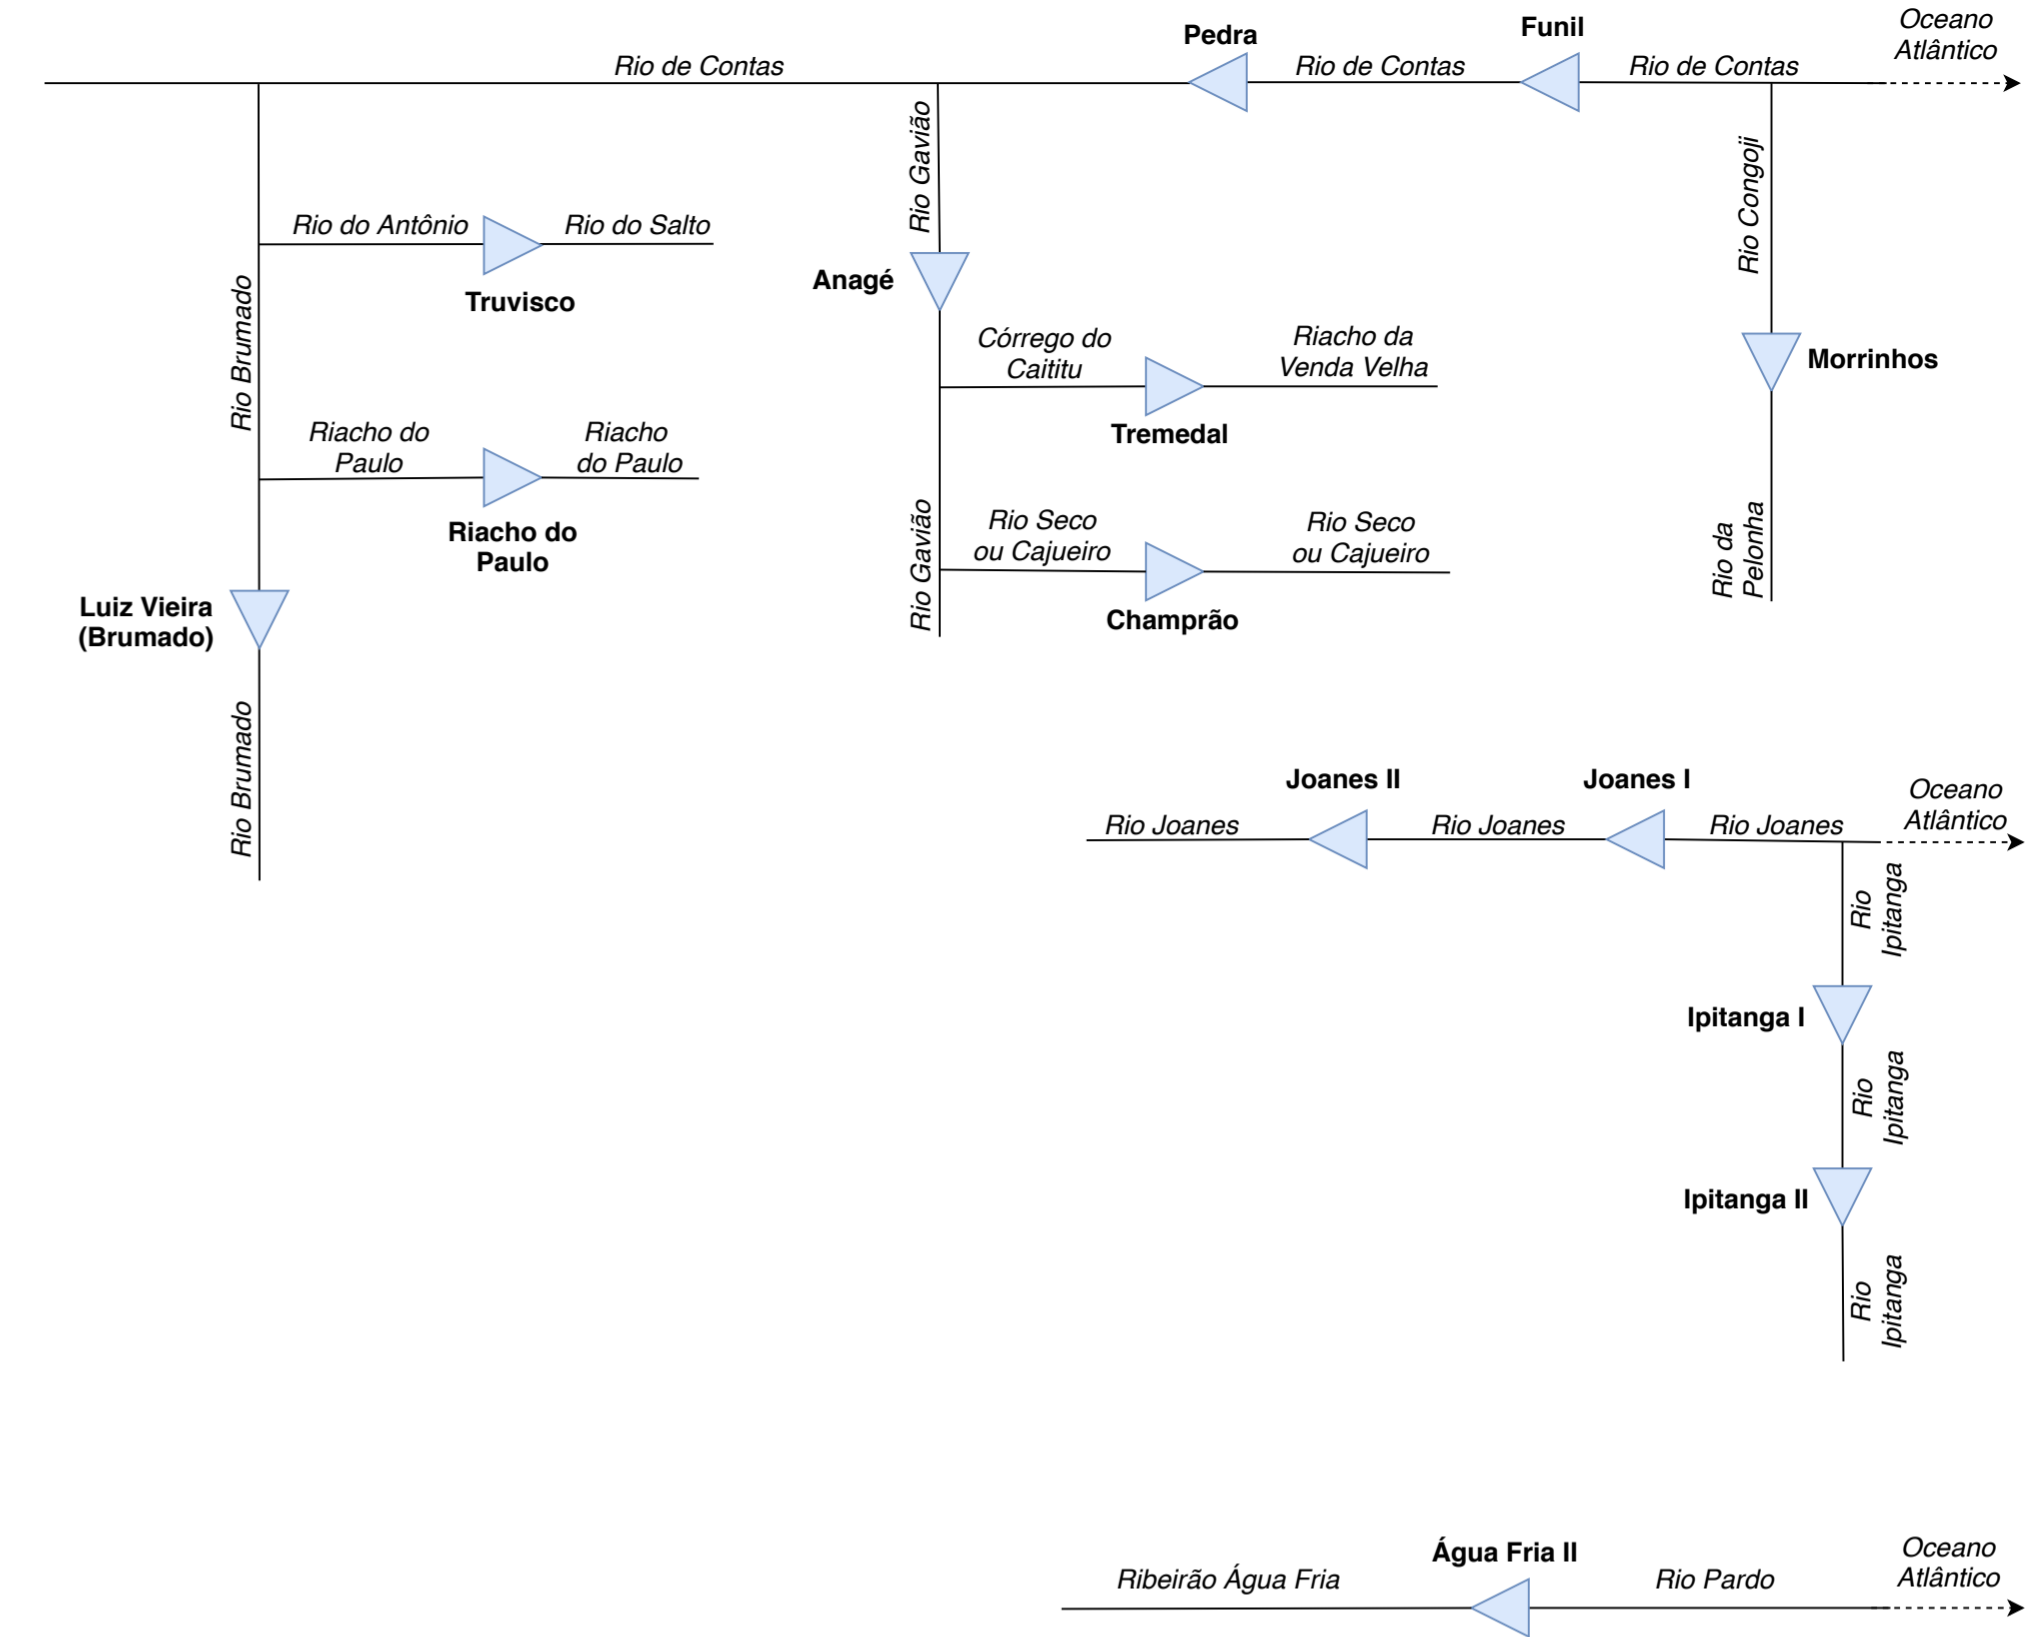 Oceano
Atlântico
Pedra
Funil
Rio de Contas
Rio de Contas
Rio de Contas
Rio Gavião
Rio Congoji
Rio do Antônio
Rio do Salto
Truvisco
Anagé
Rio Brumado
Córrego do
Caititu
Riacho da
Venda Velha
Tremedal
Morrinhos
Riacho do
Paulo
Riacho
do Paulo
Riacho do
Paulo
Rio Gavião
Rio Seco
ou Cajueiro
Rio Seco
ou Cajueiro
Champrão
Rio da
Pelonha
Luiz Vieira
(Brumado)
Rio Brumado
Joanes II
Joanes I
Oceano
Atlântico
Rio Joanes
Rio Joanes
Rio Joanes
Rio
Ipitanga
Ipitanga I
Rio
Ipitanga
Ipitanga II
Rio
Ipitanga
Água Fria II
Oceano
Atlântico
Ribeirão Água Fria
Rio Pardo